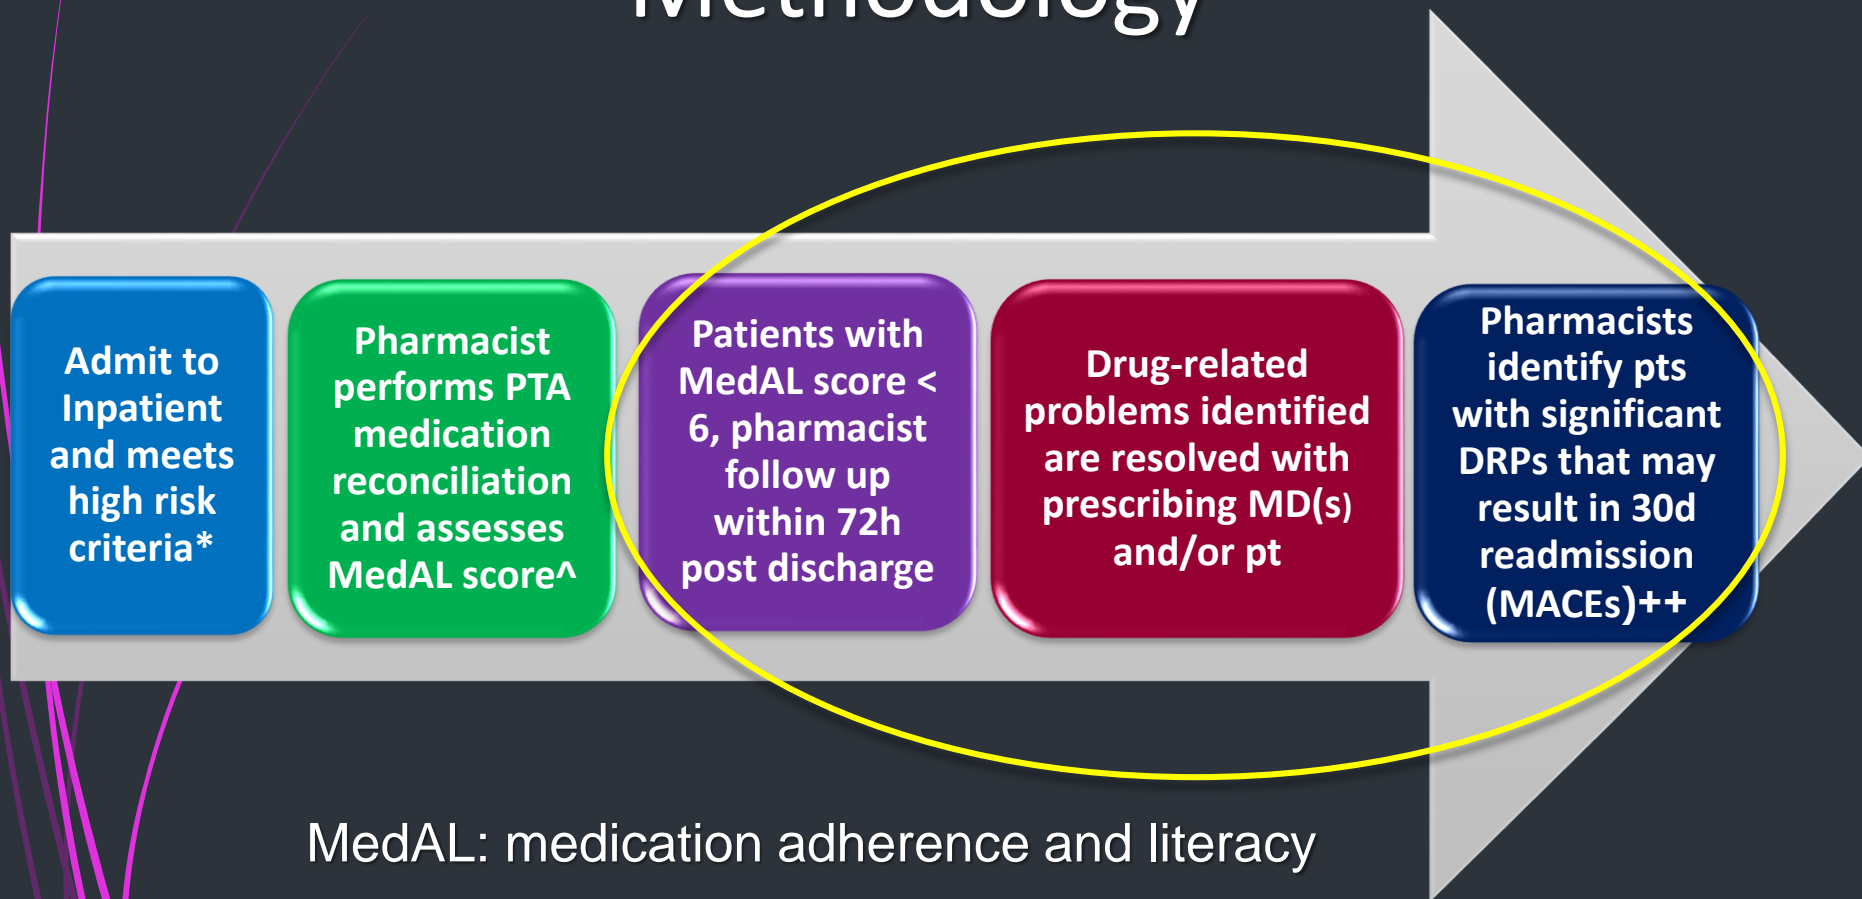 Methodology
Admit to
Inpatient
and meets
high risk
criteria*
Pharmacist
performs PTA
medication
reconciliation
and assesses
MedAL score^
Patients with
MedAL score <
6, pharmacist
follow up
within 72h
post discharge
Drug-related
problems identified
are resolved with
prescribing MD(s)
and/or pt
Pharmacists
identify pts
with significant
DRPs that may
result in 30d
readmission
(MACEs)++
MedAL: medication adherence and literacy